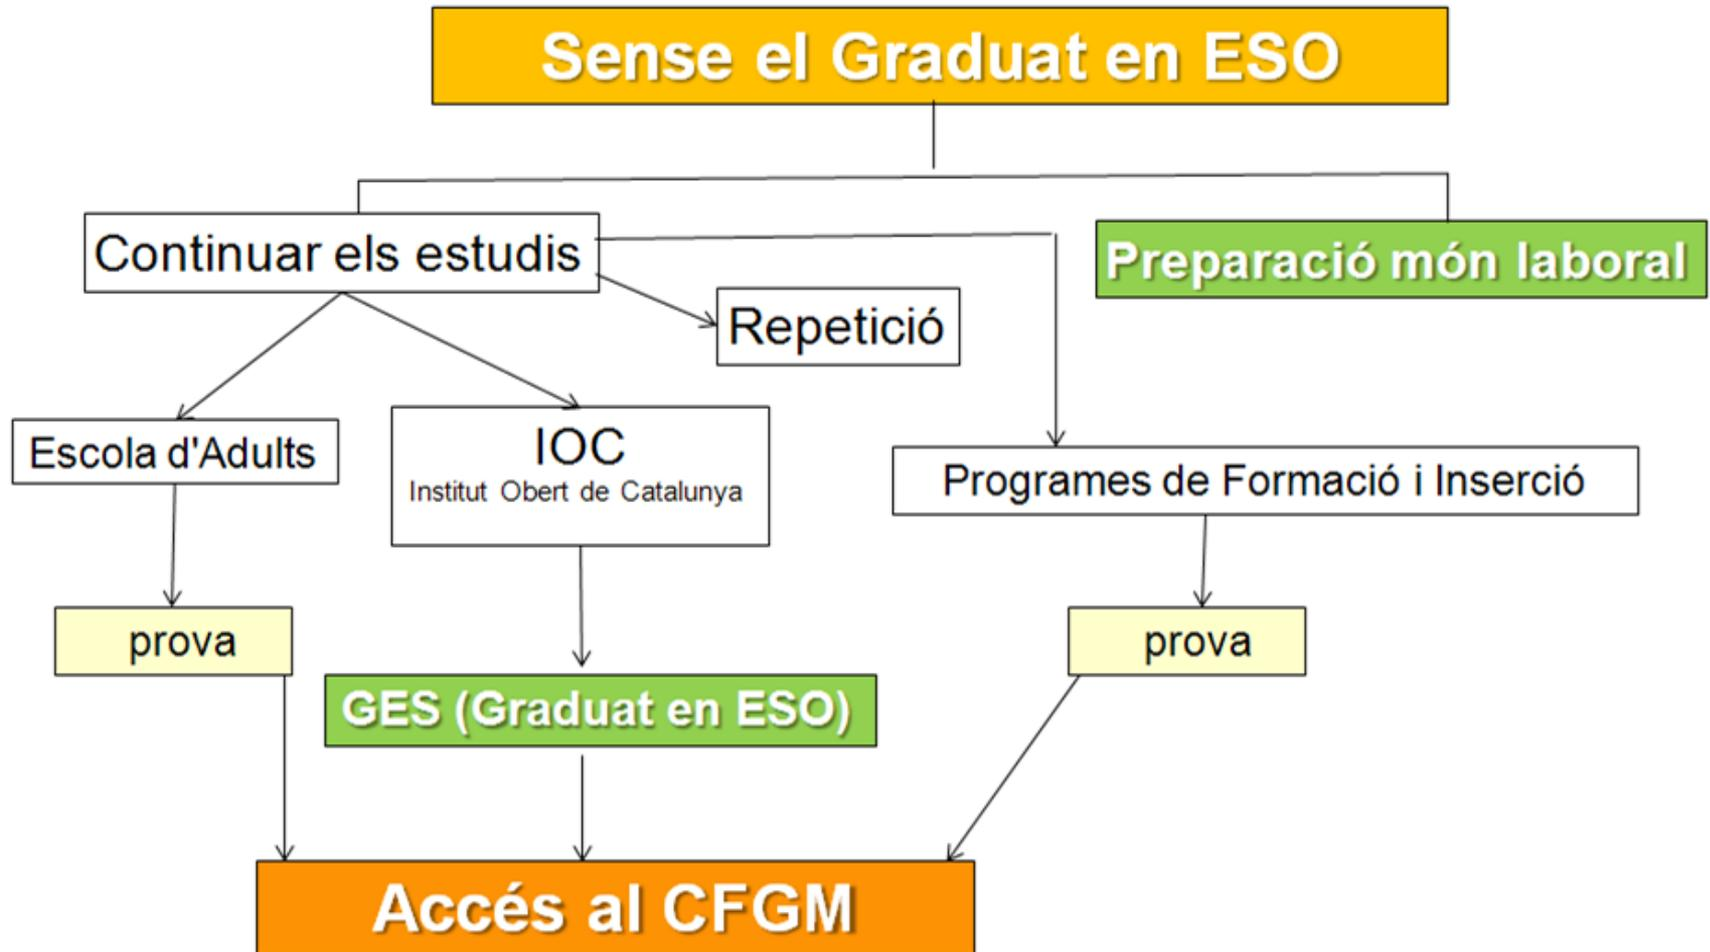 Sense el Graduat en ESO
Continuar els estudis
Preparació món laboral
Repetició
Escola d'Adults
IOC
Institut Obert de Catalunya
Programes de Formació i Inserció
prova
prova
GES (Graduat en ESO)
Accés al CFGM